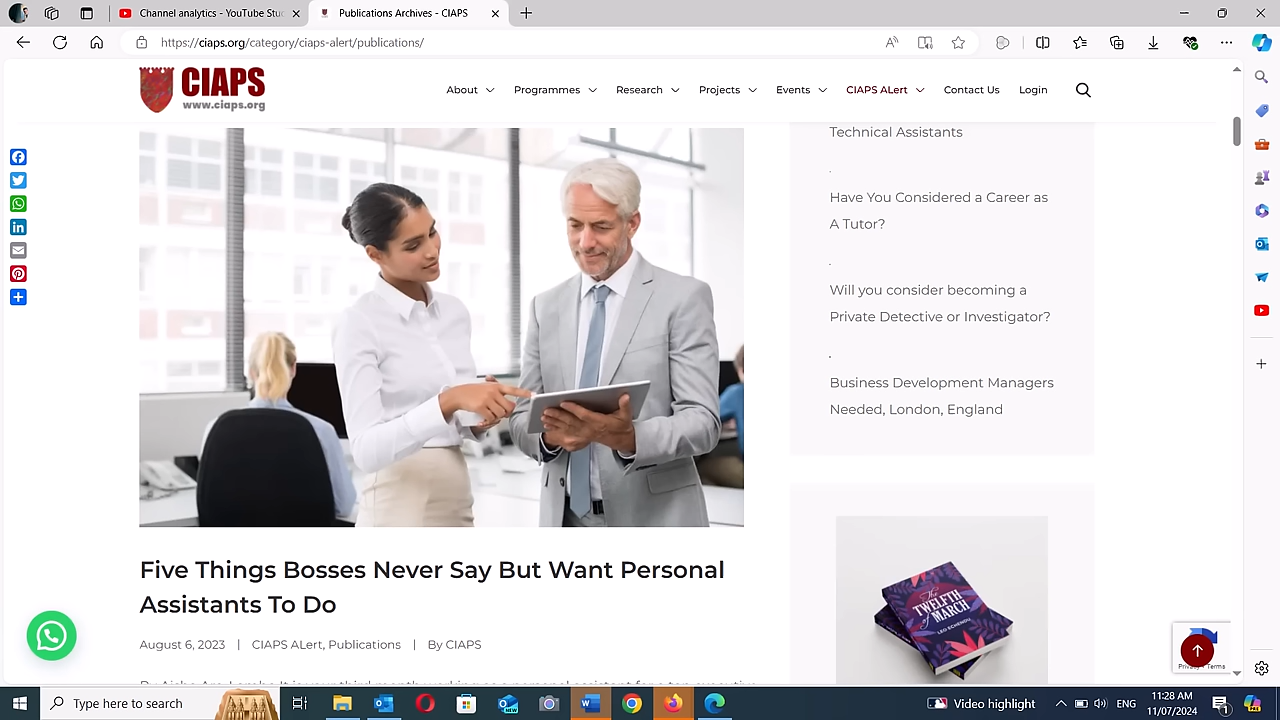 Channel analytics - YouTube Stu
Publications Archives - CIAPS
https://ciaps.org/category/ciaps-alert/publications/
CIAPS
www.ciaps.org
About
Programmes
Research
Projects
Events
CIAPS ALert
Contact Us
Login
Technical Assistants
Have You Considered a Career as
A Tutor?
Will you consider becoming a
Private Detective or Investigator?
Business Development Managers
Needed, London, England
The
TWELFTH
of MARCH
Five Things Bosses Never Say But Want Personal
Assistants To Do
August 6, 2023 | CIAPS ALert, Publications | By CIAPS
Terms
Type here to search
NEW
Video highlight
ENG
11:28 AM
11/07/2024